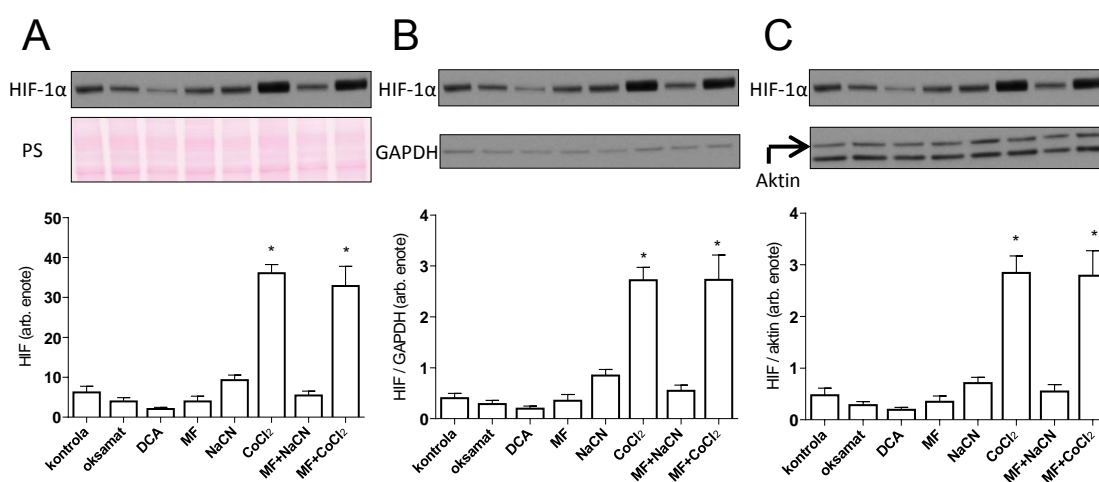 A
HIF-1α
PS
HIF (arb. enote)
50
40
30
20
10
0
*
*
kontrola
oksamat
DCA
MF
NaCN
CoCl₂
MF+NaCN
MF+CoCl₂
B
HIF-1α
GAPDH
HIF / GAPDH (arb. enote)
4
3
2
1
0
*
*
kontrola
oksamat
DCA
MF
NaCN
CoCl₂
MF+NaCN
MF+CoCl₂
C
HIF-1α
Aktin
HIF / aktin (arb. enote)
4
3
2
1
0
*
*
kontrola
oksamat
DCA
MF
NaCN
CoCl₂
MF+NaCN
MF+CoCl₂